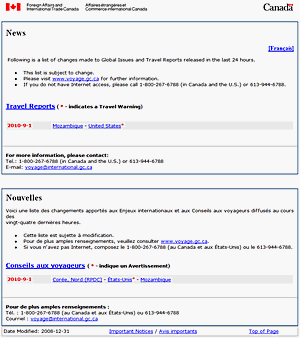 Foreign Affairs and International Trade Canada
Affaires étrangères et Commerce international Canada
Canada
News
[Français]
Following is a list of changes made to Global Issues and Travel Reports released in the last 24 hours.
This list is subject to change.
Please visit www.voyage.gc.ca for further information.
If you do not have Internet access, please call 1-800-267-6788 (in Canada and the U.S.) or 613-944-6788
Travel Reports ( * - indicates a Travel Warning)
2010-9-1 Mozambique - United States*
For more information, please contact:
Tel.: 1-800-267-6788 (in Canada and the U.S.) or 613-944-6788
E-mail: voyage@international.gc.ca
Nouvelles
Voici une liste des changements apportés aux Enjeux internationaux et aux Conseils aux voyageurs diffusés au cours des
vingt-quatre dernières heures.
Cette liste est sujette à modification.
Pour de plus amples renseignements, veuillez consulter www.voyage.gc.ca.
Si vous n'avez pas Internet, composez le 1-800-267-6788 (au Canada et aux États-Unis) ou le 613-944-6788.
Conseils aux voyageurs ( * - indique un Avertissement)
2010-9-1 Corée, Nord (RPDC) - États-Unis* - Mozambique
Pour de plus amples renseignements :
Tél. : 1-800-267-6788 (au Canada et aux États-Unis) ou 613-944-6788
Courriel : voyage@international.gc.ca
Date Modified: 2008-12-31 Important Notices / Avis importants Top of Page